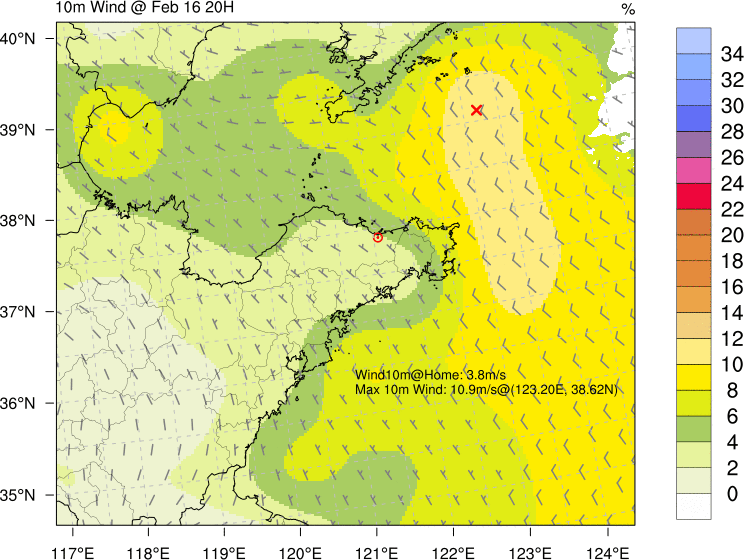 10m Wind @ Feb 16 20H
%
40°N
39°N
38°N
37°N
36°N
35°N
34
32
30
28
26
24
22
20
18
16
14
12
10
8
6
4
2
0
Wind10m@Home: 3.8m/s
Max 10m Wind: 10.9m/s@(123.20E, 38.62N)
117°E 118°E 119°E 120°E 121°E 122°E 123°E 124°E